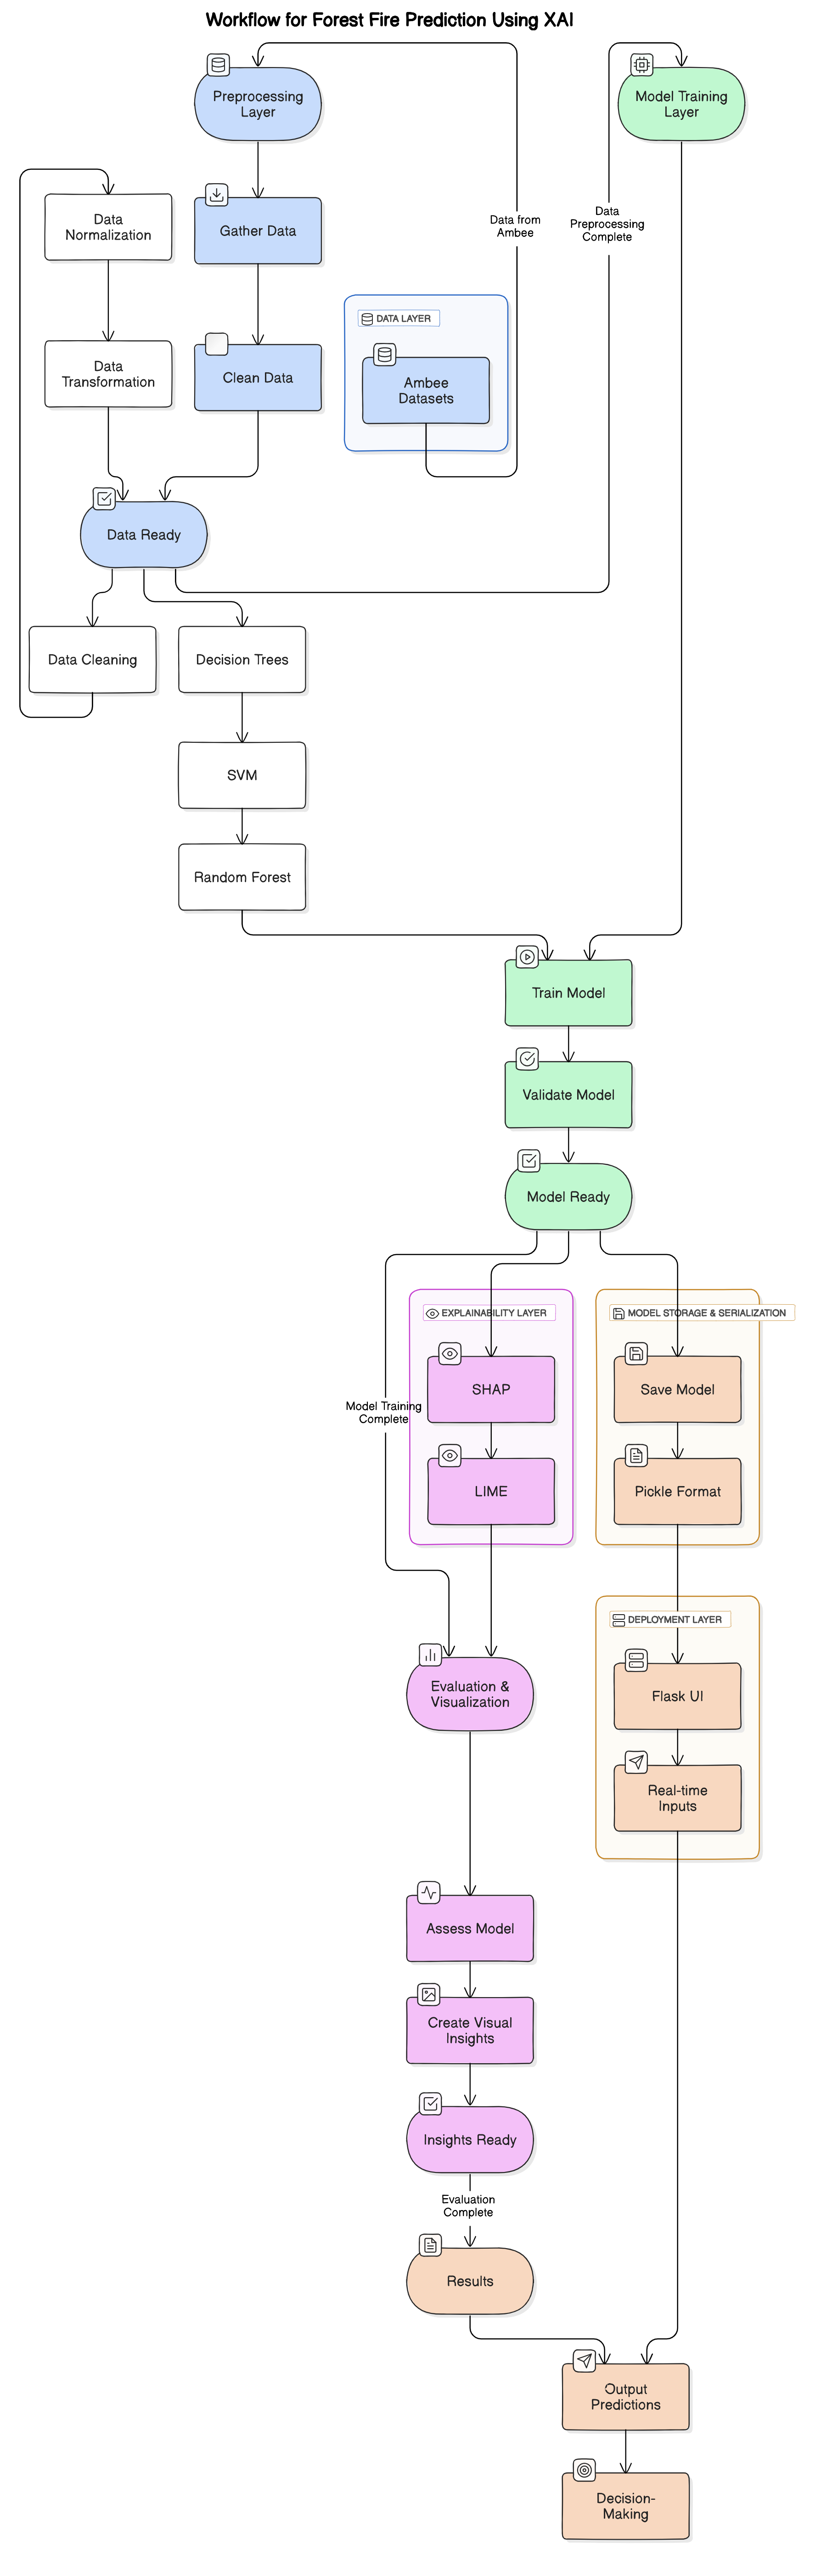 Workflow for Forest Fire Prediction Using XAI
Preprocessing
Layer
Model Training
Layer
Data
Normalization
Gather Data
Data from
Ambee
Data
Preprocessing
Complete
DATA LAYER
Data
Transformation
Clean Data
Ambee
Datasets
Data Ready
Data Cleaning
Decision Trees
SVM
Random Forest
Train Model
Validate Model
Model Ready
EXPLAINABILITY LAYER
MODEL STORAGE & SERIALIZATION
SHAP
Save Model
Model Training
Complete
LIME
Pickle Format
DEPLOYMENT LAYER
Evaluation &
Visualization
Flask UI
Real-time
Inputs
Assess Model
Create Visual
Insights
Insights Ready
Evaluation
Complete
Results
Output
Predictions
Decision-
Making